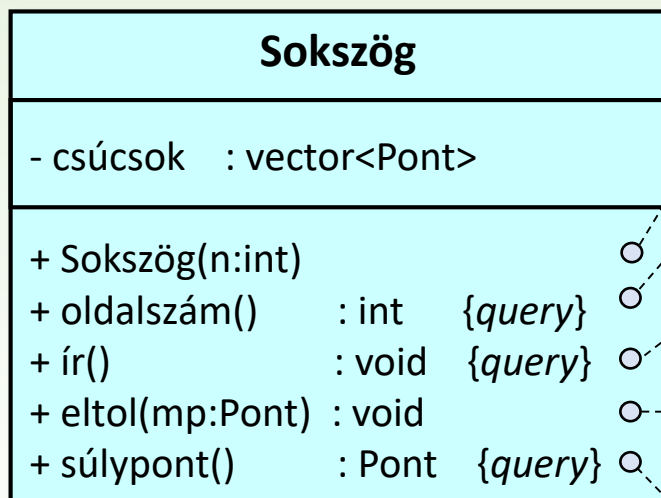 Sokszög
- csúcsok : vector<Pont>
+ Sokszög(n:int)
+ oldalszám() : int {query}
+ ír() : void {query}
+ eltol(mp:Pont) : void
+ súlypont() : Pont {query}